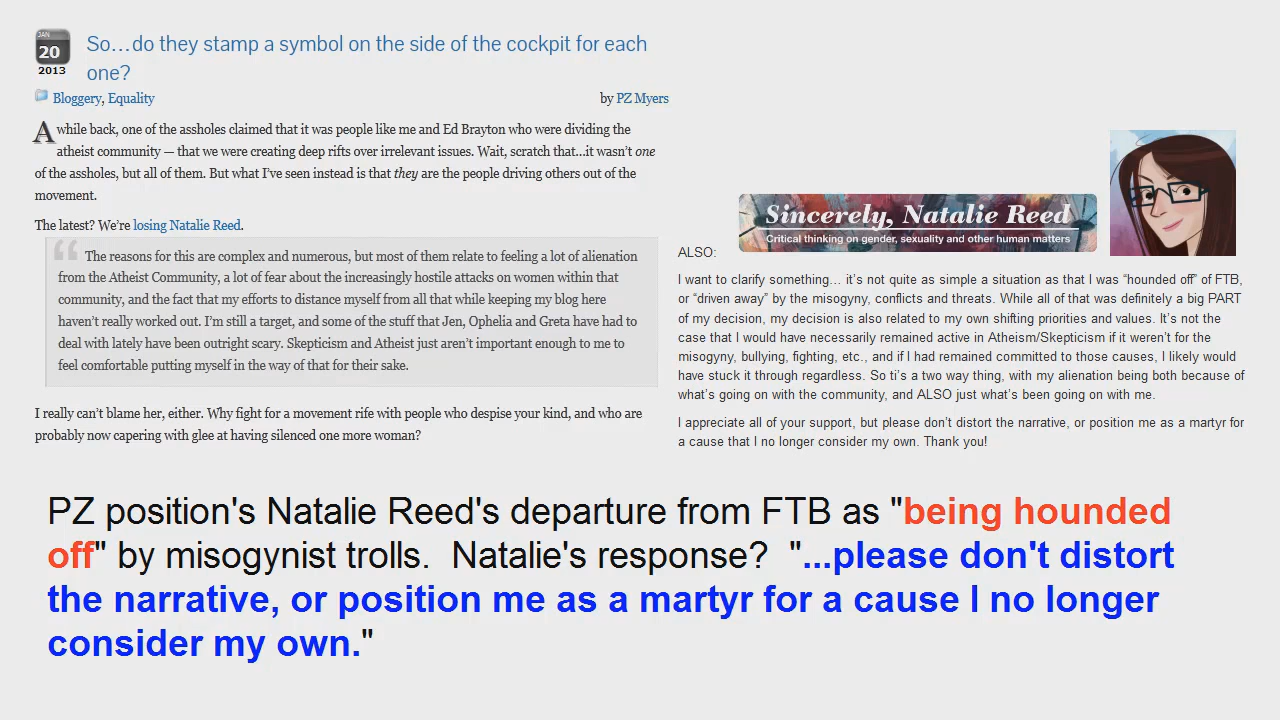 JAN
20
2013
So…do they stamp a symbol on the side of the cockpit for each
one?
Bloggery, Equality
by PZ Myers
A while back, one of the assholes claimed that it was people like me and Ed Brayton who were dividing the
atheist community — that we were creating deep rifts over irrelevant issues. Wait, scratch that…it wasn't one
of the assholes, but all of them. But what I've seen instead is that they are the people driving others out of the
movement.
The latest? We're losing Natalie Reed.
“ The reasons for this are complex and numerous, but most of them relate to feeling a lot of alienation
from the Atheist Community, a lot of fear about the increasingly hostile attacks on women within that
community, and the fact that my efforts to distance myself from all that while keeping my blog here
haven't really worked out. I'm still a target, and some of the stuff that Jen, Ophelia and Greta have had to
deal with lately have been outright scary. Skepticism and Atheist just aren't important enough to me to
feel comfortable putting myself in the way of that for their sake.
I really can't blame her, either. Why fight for a movement rife with people who despise your kind, and who are
probably now capering with glee at having silenced one more woman?
Sincerely, Natalie Reed
Critical thinking on gender, sexuality and other human matters
ALSO:
I want to clarify something… it's not quite as simple a situation as that I was “hounded off” of FTB,
or “driven away” by the misogyny, conflicts and threats. While all of that was definitely a big PART
of my decision, my decision is also related to my own shifting priorities and values. It's not the
case that I would have necessarily remained active in Atheism/Skepticism if it weren't for the
misogyny, bullying, fighting, etc., and if I had remained committed to those causes, I likely would
have stuck it through regardless. So ti's a two way thing, with my alienation being both because of
what's going on with the community, and ALSO just what's been going on with me.
I appreciate all of your support, but please don't distort the narrative, or position me as a martyr for
a cause that I no longer consider my own. Thank you!
PZ position's Natalie Reed's departure from FTB as "being hounded
off" by misogynist trolls. Natalie's response? "...please don't distort
the narrative, or position me as a martyr for a cause I no longer
consider my own."